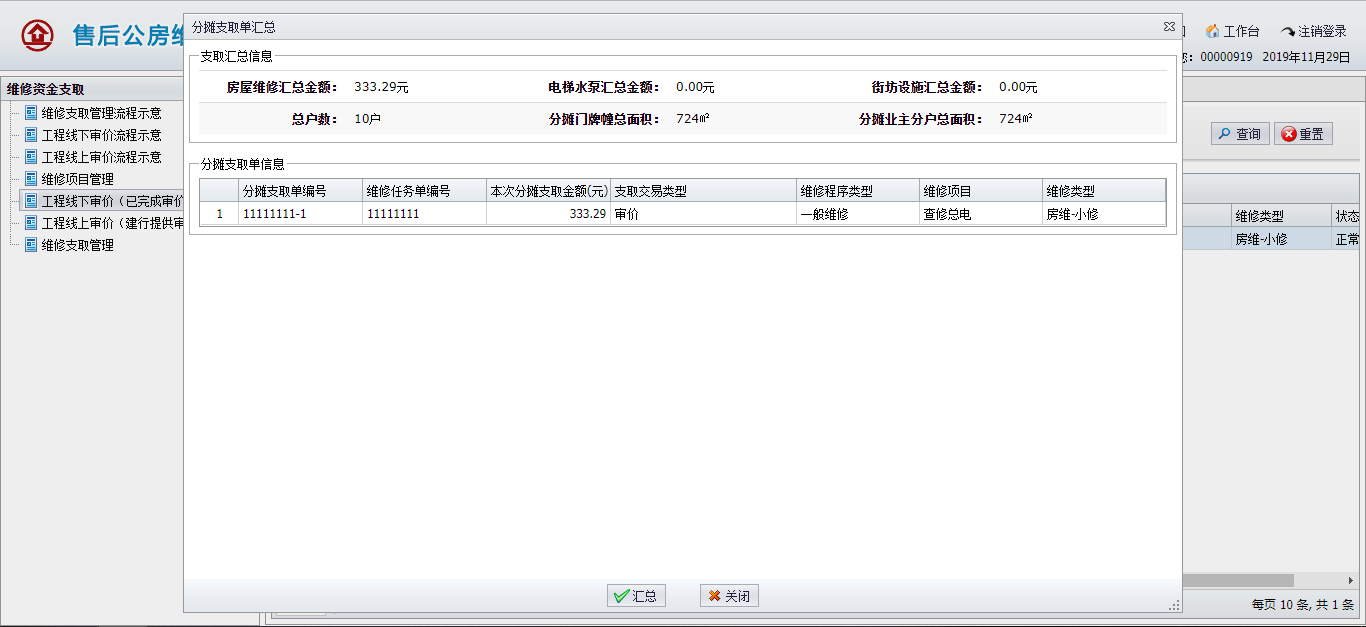 售后公房维
工作台
注销登录
00000919 2019年11月29日
维修资金支取
维修支取管理流程示意
工程线下审价流程示意
工程线上审价流程示意
维修项目管理
工程线下审价（已完成审价
工程线上审价（建行提供审
维修支取管理
分摊支取单汇总
支取汇总信息
房屋维修汇总金额： 333.29元 电梯水泵汇总金额： 0.00元 街坊设施汇总金额： 0.00元
总户数： 10户 分摊门牌幢总面积： 724㎡ 分摊业主分户总面积： 724㎡
分摊支取单信息
分摊支取单编号 维修任务单编号 本次分摊支取金额(元) 支取交易类型 维修程序类型 维修项目 维修类型
1 11111111-1 11111111 333.29 审价 一般维修 查修总电 房维-小修
汇总 关闭
查询 重置
维修类型 状态
房维-小修 正常
每页 10 条, 共 1 条